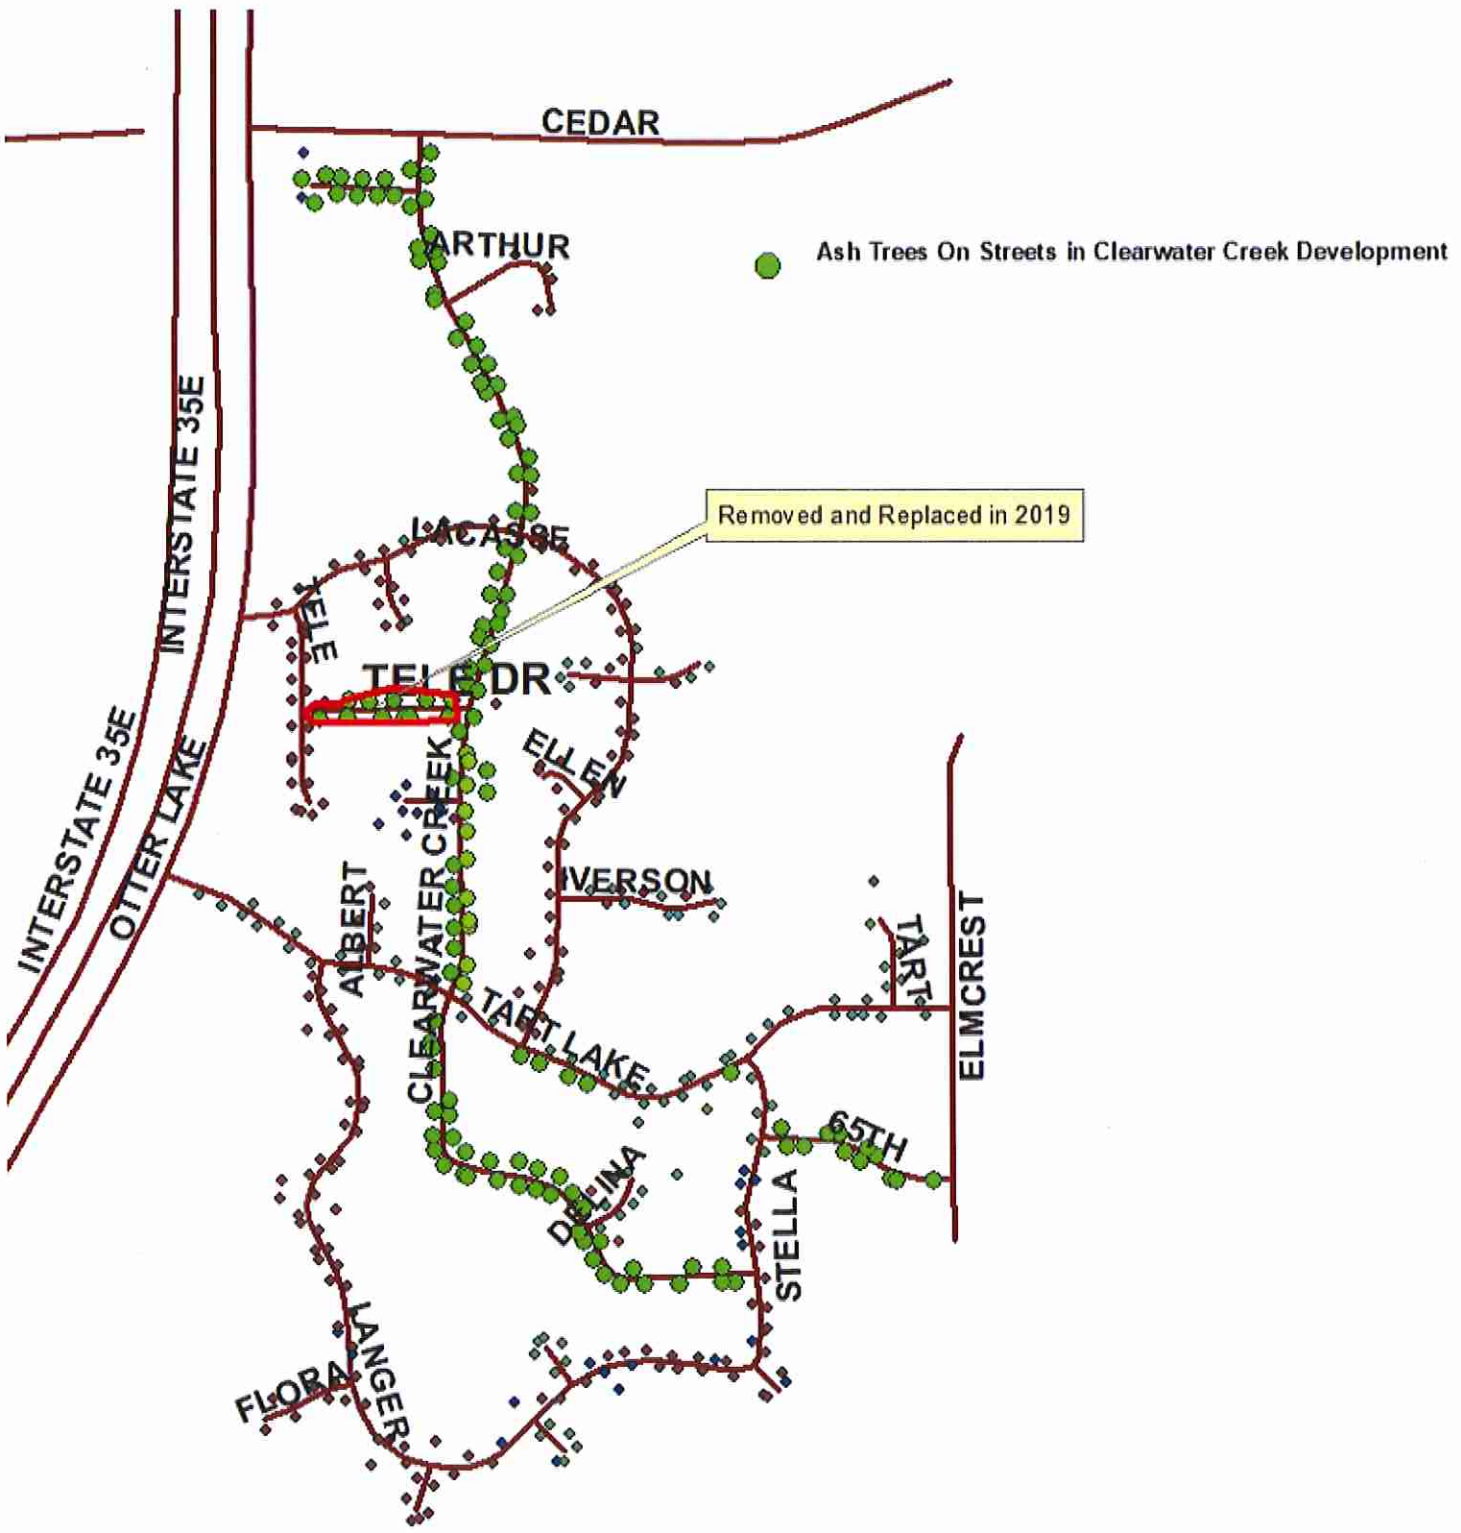 CEDAR
ARTHUR
Ash Trees On Streets in Clearwater Creek Development
INTERSTATE 35E
Removed and Replaced in 2019
LACASSE
TELE
TELE DR
ELLEN
INTERSTATE 35E
OTTER LAKE
CLEARWATER CREEK
ALBERT
IVERSON
TART
ELMCREST
TART LAKE
65TH
DELINA
STELLA
LANGER
FLORA